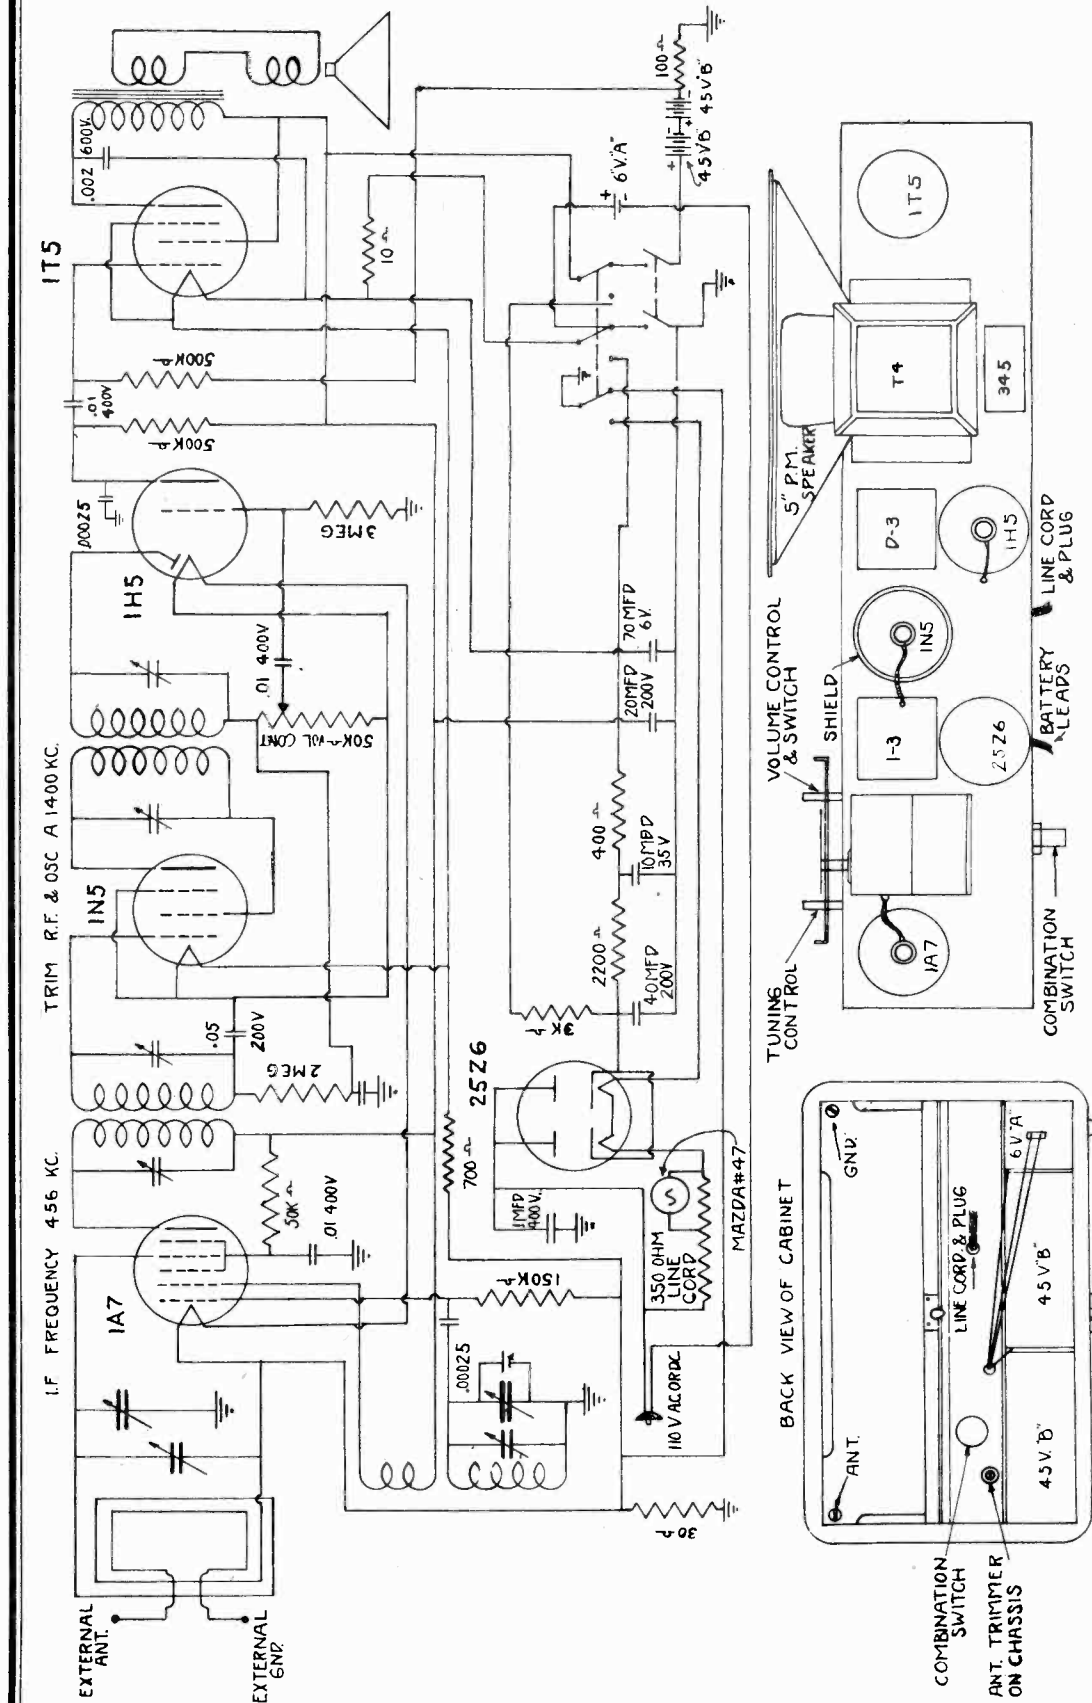 I.F FREQUENCY 456 KC.
TRIM R.F. & OSC A 1400 KC.
EXTERNAL
ANT.
EXTERNAL
GND.
1A7
50K Ω
.01 400V
2 MEG
.05
200V
1N5
50K Ω VOL CONT
.01 400V
1H5
.00025
3 MEG
500K Ω
.01
400V
500K Ω
1T5
.002 600V.
10 Ω
.00025
150K Ω
700 Ω
30 Ω
110 V AC OR DC
350 OHM
LINE
CORD
MAZDA #47
.1MFD
400V.
25Z6
3K Ω
40MFD
200V
2200 Ω
10MFD
35V
400 Ω
20MFD
200V
70 MFD
6V.
6 V."A"
+
-
+
-
+
-
45V"B"
45V"B"
100 Ω
BACK VIEW OF CABINET
ANT.
GND.
LINE CORD & PLUG
6V "A"
45V. "B"
45V "B"
COMBINATION
SWITCH
ANT. TRIMMER
ON CHASSIS
TUNING
CONTROL
VOLUME CONTROL
& SWITCH
SHIELD
5" P.M.
SPEAKER
1A7
I-3
25Z6
1N5
D-3
1H5
T4
345
1T5
COMBINATION
SWITCH
BATTERY
LEADS
LINE CORD
& PLUG